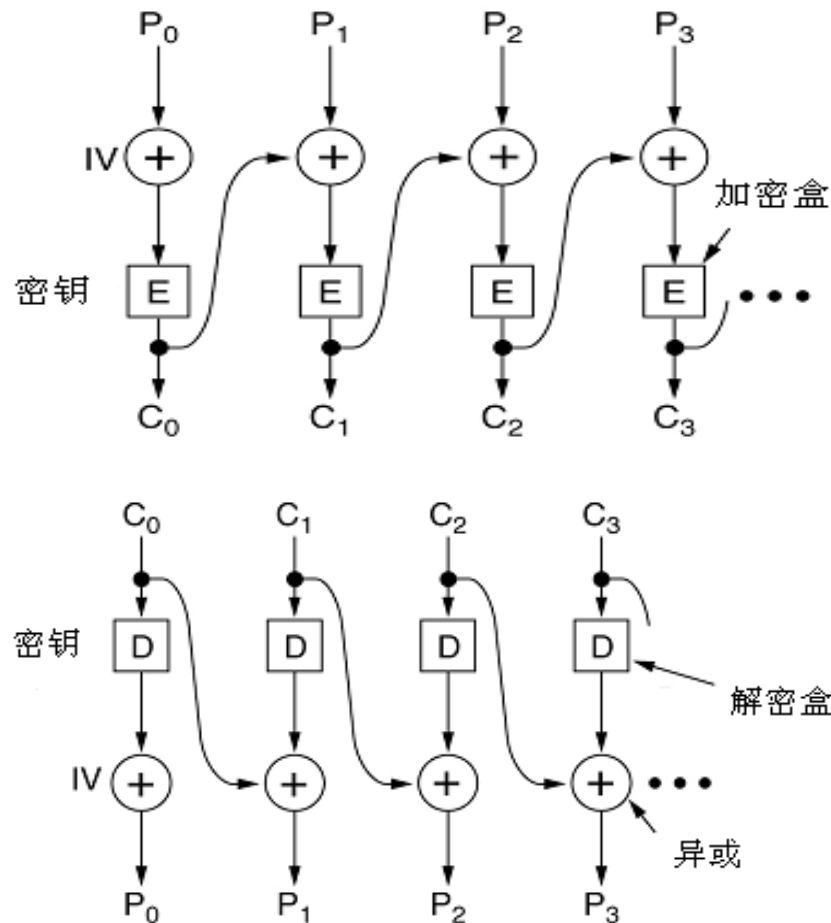 P₀ P₁ P₂ P₃
IV + + + +
加密盒
密钥 E E E E
C₀ C₁ C₂ C₃
C₀ C₁ C₂ C₃
密钥 D D D D
解密盒
IV + + + +
异或
P₀ P₁ P₂ P₃